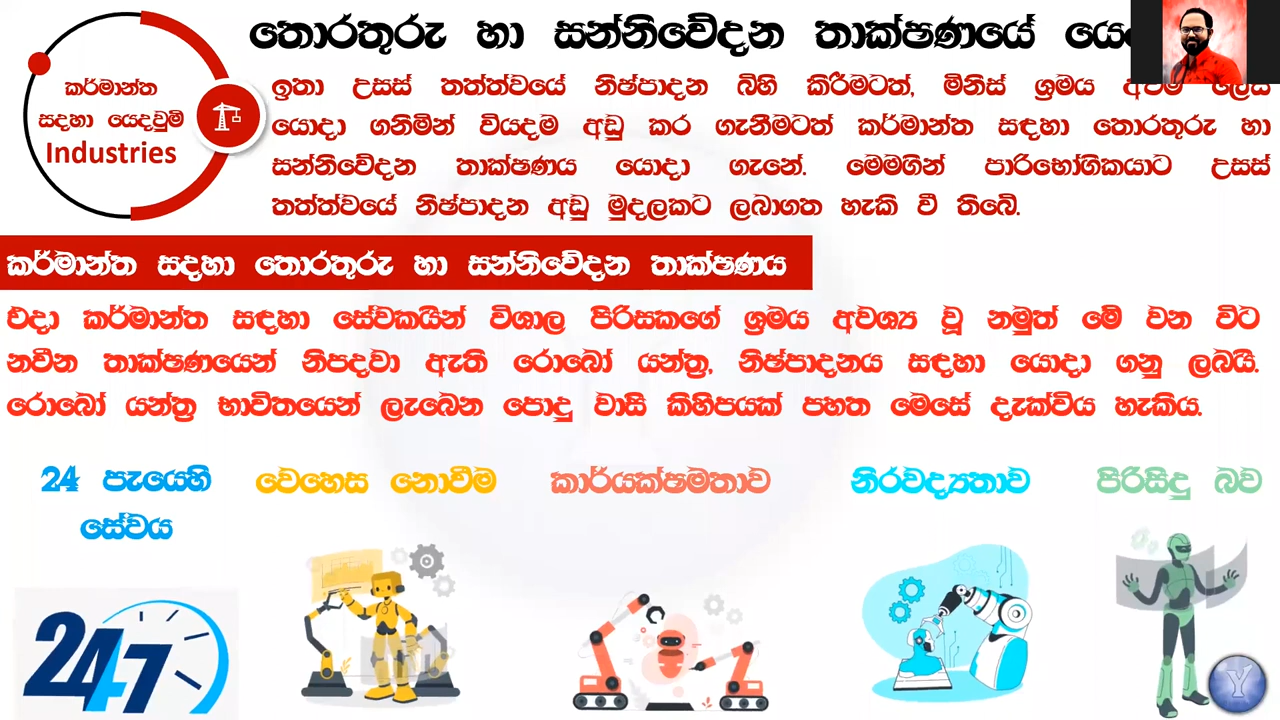 තොරතුරු හා සන්නිවේදන තාක්ෂණයේ
කර්මාන්ත
සඳහා යෙදවුම්
Industries
ඉතා උසස් තත්ත්වයේ නිෂ්පාදන බිහි කිරීමටත්, මිනිස් ශ්‍රමය
යොදා ගනිමින් වියදම අඩු කර ගැනීමටත් කර්මාන්ත සඳහා තොරතුරු හා
සන්නිවේදන තාක්ෂණය යොදා ගැනේ. මෙමගින් පාරිභෝගිකයාට උසස්
තත්ත්වයේ නිෂ්පාදන අඩු මුදලකට ලබාගත හැකි වී තිබේ.
කර්මාන්ත සඳහා තොරතුරු හා සන්නිවේදන තාක්ෂණය
එදා කර්මාන්ත සඳහා සේවකයින් විශාල පිරිසකගේ ශ්‍රමය අවශ්‍ය වූ නමුත් මේ වන විට
නවීන තාක්ෂණයෙන් නිපදවා ඇති රොබෝ යන්ත්‍ර, නිෂ්පාදනය සඳහා යොදා ගනු ලබයි.
රොබෝ යන්ත්‍ර භාවිතයෙන් ලැබෙන පොදු වාසි කිහිපයක් පහත මෙසේ දැක්විය හැකිය.
24 පැයෙහි
සේවය
වෙහෙස නොවීම
කාර්යක්ෂමතාව
නිරවද්‍යතාව
පිරිසිදු බව
24/7
Y